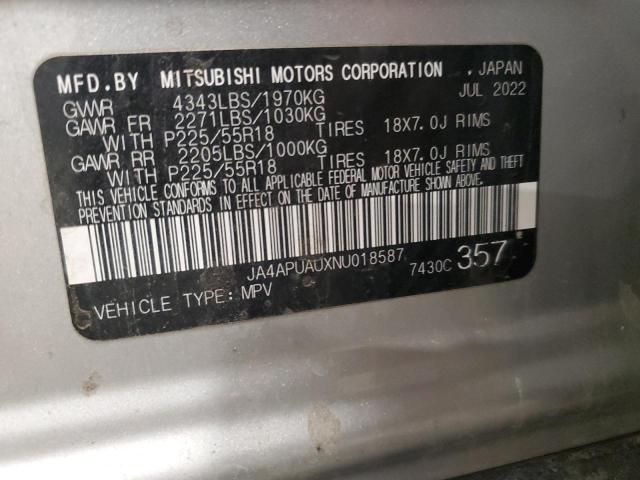 MFD.BY MITSUBISHI MOTORS CORPORATION , JAPAN
GVWR 4343LBS/1970KG JUL 2022
GAWR FR 2271LBS/1030KG
WITH P225/55R18 TIRES 18X7.0J RIMS
GAWR RR 2205LBS/1000KG
WITH P225/55R18 TIRES 18X7.0J RIMS
THIS VEHICLE CONFORMS TO ALL APPLICABLE FEDERAL MOTOR VEHICLE SAFETY AND THEFT
PREVENTION STANDARDS IN EFFECT ON THE DATE OF MANUFACTURE SHOWN ABOVE.
JA4APUAUXNU018587 7430C 357
VEHICLE TYPE:MPV